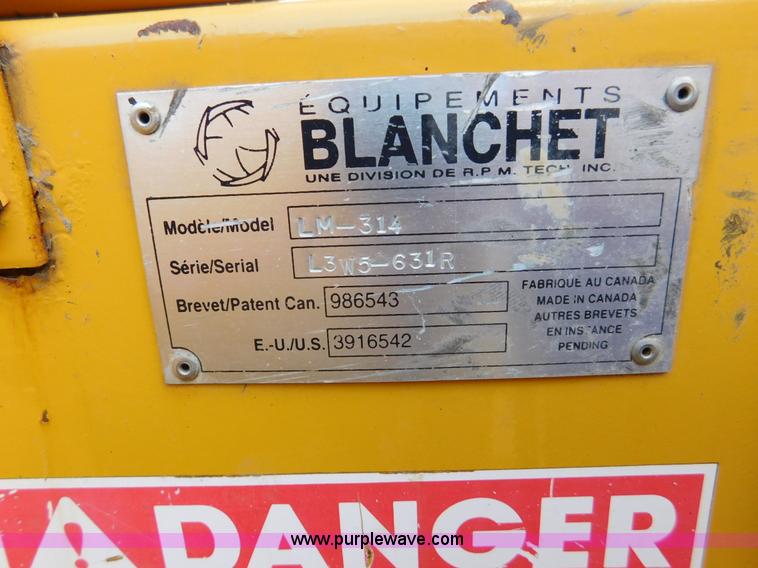 ÉQUIPEMENTS
BLANCHET
UNE DIVISION DE R.P.M. TECH. INC.
Modèle/Model LM-314
Série/Serial L3W5-631R
Brevet/Patent Can. 986543
E.-U./U.S. 3916542
FABRIQUE AU CANADA
MADE IN CANADA
AUTRES BREVETS
EN INSTANCE
PENDING
DANGER
www.purplewave.com